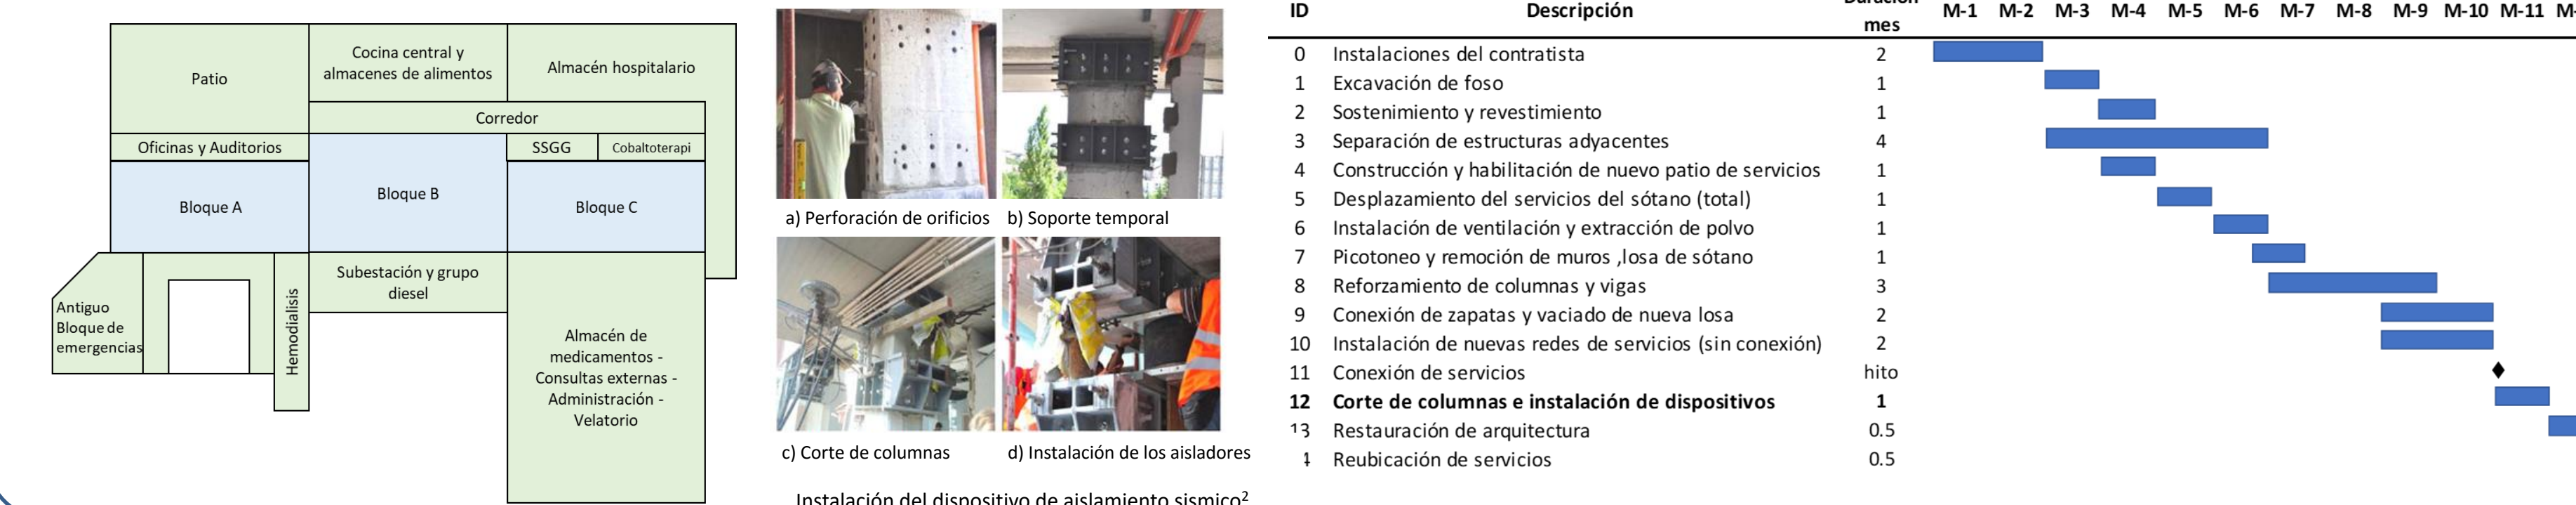 Patio
Cocina central y
almacenes de alimentos
Almacén hospitalario
Corredor
Oficinas y Auditorios
SSGG
Cobaltoterapi
Bloque A
Bloque B
Bloque C
Antiguo
Bloque de
emergencias
Hemodialisis
Subestación y grupo
diesel
Almacén de
medicamentos -
Consultas externas -
Administración -
Velatorio
a) Perforación de orificios
b) Soporte temporal
c) Corte de columnas
d) Instalación de los aisladores
Instalación del dispositivo de aislamiento sismico²
ID Descripción Duración M-1 M-2 M-3 M-4 M-5 M-6 M-7 M-8 M-9 M-10 M-11
mes
0 Instalaciones del contratista 2
1 Excavación de foso 1
2 Sostenimiento y revestimiento 1
3 Separación de estructuras adyacentes 4
4 Construcción y habilitación de nuevo patio de servicios 1
5 Desplazamiento del servicios del sótano (total) 1
6 Instalación de ventilación y extracción de polvo 1
7 Picotoneo y remoción de muros ,losa de sótano 1
8 Reforzamiento de columnas y vigas 3
9 Conexión de zapatas y vaciado de nueva losa 2
10 Instalación de nuevas redes de servicios (sin conexión) 2
11 Conexión de servicios hito
12 Corte de columnas e instalación de dispositivos 1
13 Restauración de arquitectura 0.5
Reubicación de servicios 0.5